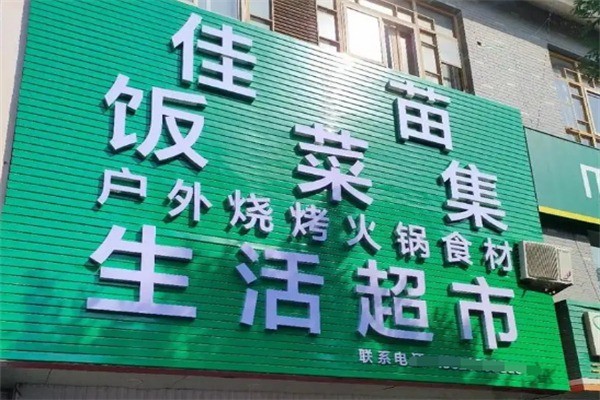 佳苗
饭菜集
户外烧烤火锅食材
生活超市
联系电